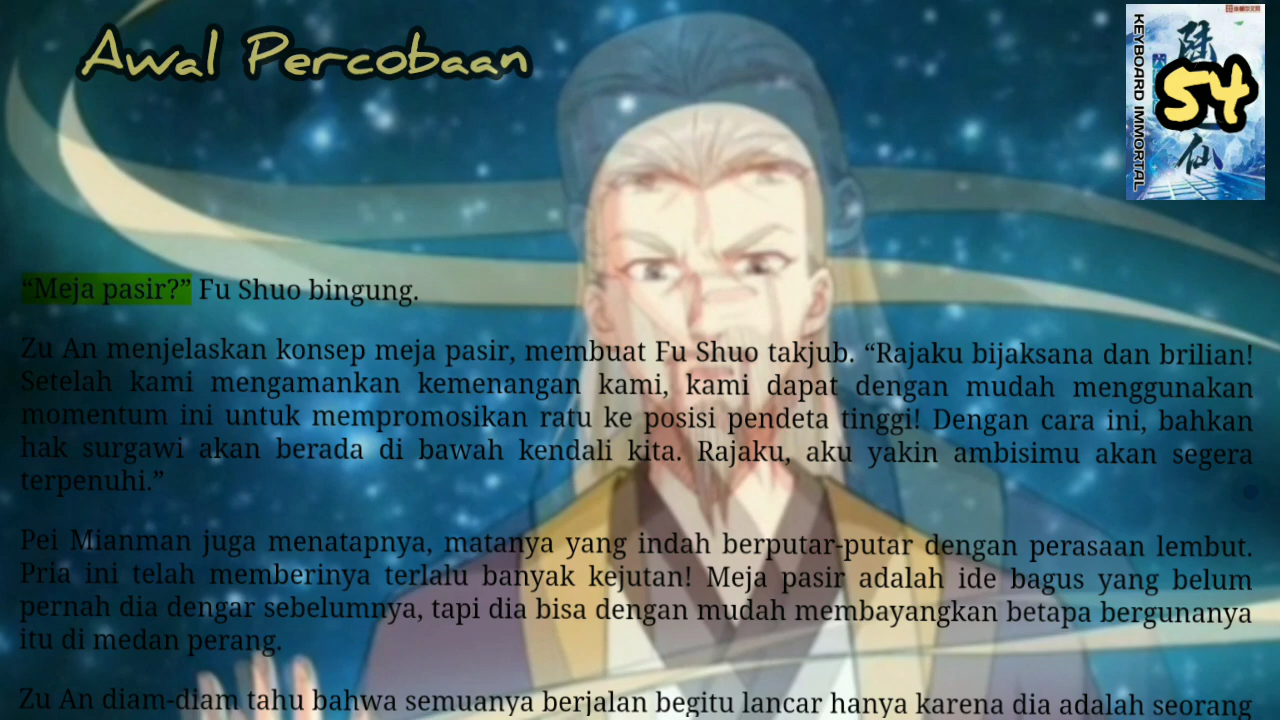 Awal Percobaan
KEYBOARD IMMORTAL
54
仙
“Meja pasir?” Fu Shuo bingung.
Zu An menjelaskan konsep meja pasir, membuat Fu Shuo takjub. “Rajaku bijaksana dan brilian!
Setelah kami mengamankan kemenangan kami, kami dapat dengan mudah menggunakan
momentum ini untuk mempromosikan ratu ke posisi pendeta tinggi! Dengan cara ini, bahkan
hak surgawi akan berada di bawah kendali kita. Rajaku, aku yakin ambisimu akan segera
terpenuhi.”
Pei Mianman juga menatapnya, matanya yang indah berputar-putar dengan perasaan lembut.
Pria ini telah memberinya terlalu banyak kejutan! Meja pasir adalah ide bagus yang belum
pernah dia dengar sebelumnya, tapi dia bisa dengan mudah membayangkan betapa bergunanya
itu di medan perang.
Zu An diam-diam tahu bahwa semuanya berjalan begitu lancar hanya karena dia adalah seorang